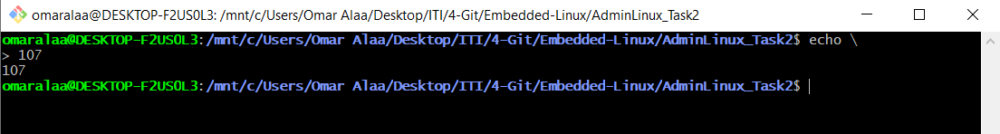 omaralaa@DESKTOP-F2US0L3: /mnt/c/Users/Omar Alaa/Desktop/ITI/4-Git/Embedded-Linux/AdminLinux_Task2
omaralaa@DESKTOP-F2US0L3:/mnt/c/Users/Omar Alaa/Desktop/ITI/4-Git/Embedded-Linux/AdminLinux_Task2$ echo \
> 107
107
omaralaa@DESKTOP-F2US0L3:/mnt/c/Users/Omar Alaa/Desktop/ITI/4-Git/Embedded-Linux/AdminLinux_Task2$